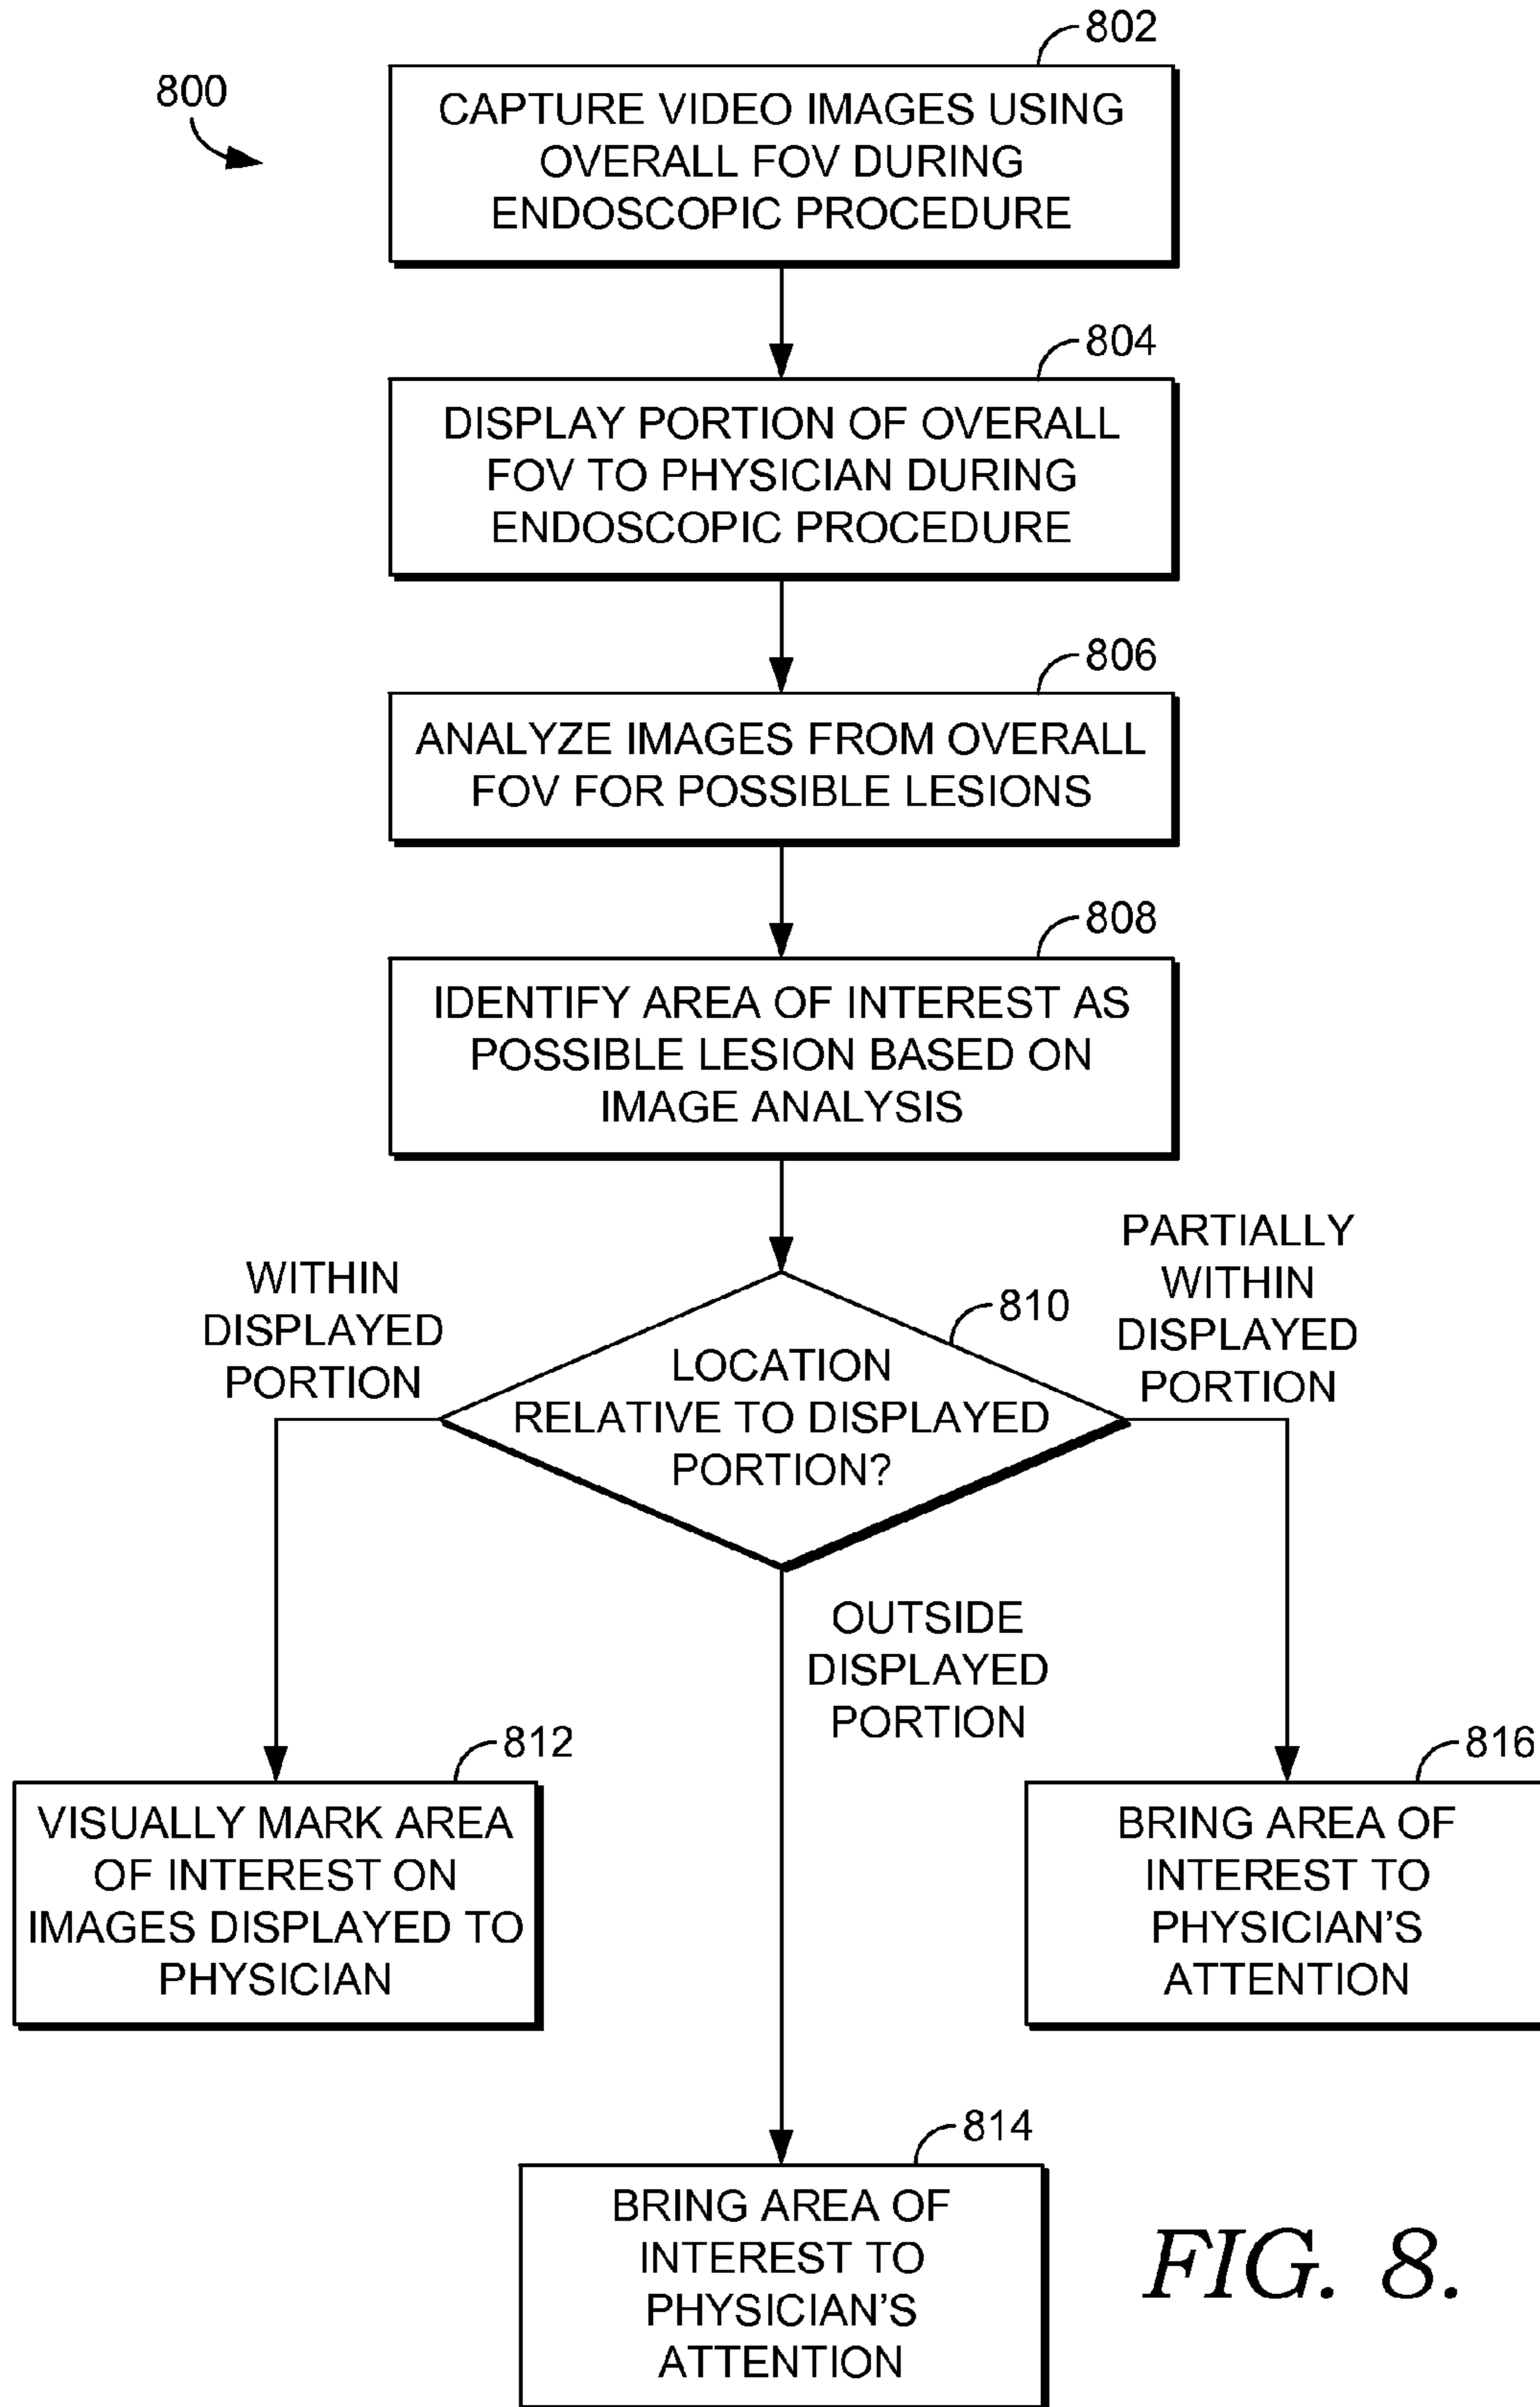 802
800
CAPTURE VIDEO IMAGES USING
OVERALL FOV DURING
ENDOSCOPIC PROCEDURE
804
DISPLAY PORTION OF OVERALL
FOV TO PHYSICIAN DURING
ENDOSCOPIC PROCEDURE
806
ANALYZE IMAGES FROM OVERALL
FOV FOR POSSIBLE LESIONS
808
IDENTIFY AREA OF INTEREST AS
POSSIBLE LESION BASED ON
IMAGE ANALYSIS
WITHIN
DISPLAYED
PORTION
810
LOCATION
RELATIVE TO DISPLAYED
PORTION?
PARTIALLY
WITHIN
DISPLAYED
PORTION
OUTSIDE
DISPLAYED
PORTION
812
VISUALLY MARK AREA
OF INTEREST ON
IMAGES DISPLAYED TO
PHYSICIAN
816
BRING AREA OF
INTEREST TO
PHYSICIAN'S
ATTENTION
814
BRING AREA OF
INTEREST TO
PHYSICIAN'S
ATTENTION
FIG. 8.